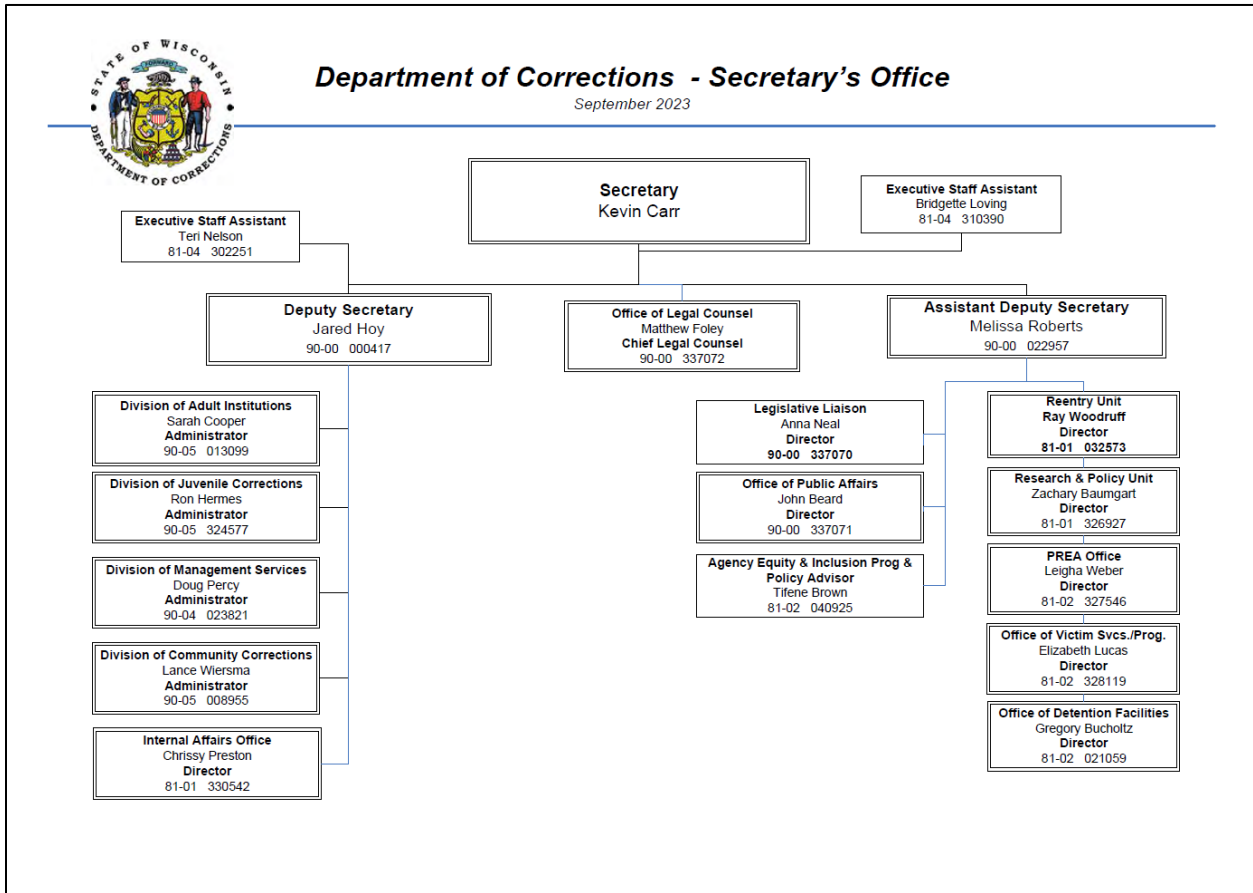 STATE OF WISCONSIN
FORWARD
DEPARTMENT OF CORRECTIONS
Department of Corrections - Secretary's Office
September 2023
Secretary
Kevin Carr
Executive Staff Assistant
Bridgette Loving
81-04 310390
Executive Staff Assistant
Teri Nelson
81-04 302251
Deputy Secretary
Jared Hoy
90-00 000417
Office of Legal Counsel
Matthew Foley
Chief Legal Counsel
90-00 337072
Assistant Deputy Secretary
Melissa Roberts
90-00 022957
Division of Adult Institutions
Sarah Cooper
Administrator
90-05 013099
Division of Juvenile Corrections
Ron Hermes
Administrator
90-05 324577
Division of Management Services
Doug Percy
Administrator
90-04 023821
Division of Community Corrections
Lance Wiersma
Administrator
90-05 008955
Internal Affairs Office
Chrissy Preston
Director
81-01 330542
Legislative Liaison
Anna Neal
Director
90-00 337070
Office of Public Affairs
John Beard
Director
90-00 337071
Agency Equity & Inclusion Prog &
Policy Advisor
Tifene Brown
81-02 040925
Reentry Unit
Ray Woodruff
Director
81-01 032573
Research & Policy Unit
Zachary Baumgart
Director
81-01 326927
PREA Office
Leigha Weber
Director
81-02 327546
Office of Victim Svcs./Prog.
Elizabeth Lucas
Director
81-02 328119
Office of Detention Facilities
Gregory Bucholtz
Director
81-02 021059